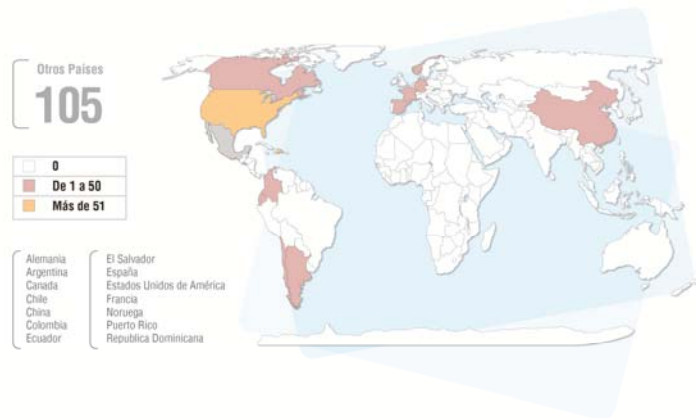 Otros Países
105
0
De 1 a 50
Más de 51
Alemania
Argentina
Canada
Chile
China
Colombia
Ecuador
El Salvador
España
Estados Unidos de América
Francia
Noruega
Puerto Rico
Republica Dominicana